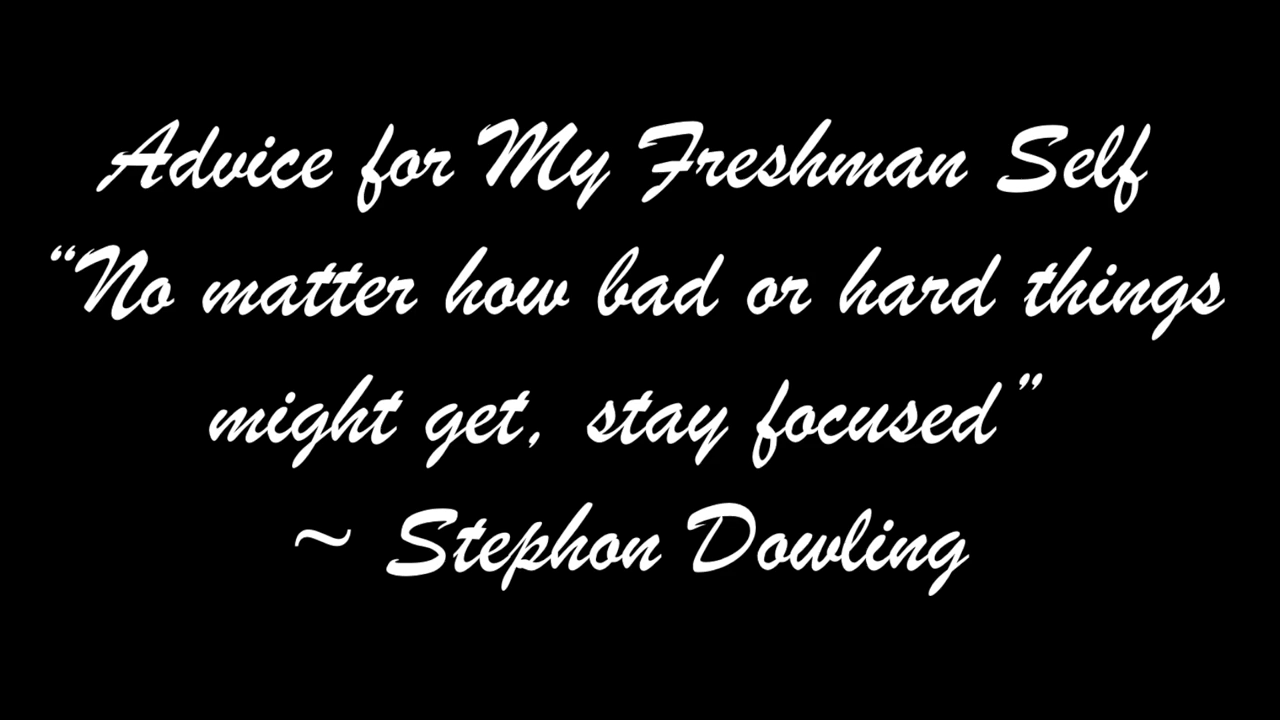 Advice for My Freshman Self
“No matter how bad or hard things
might get, stay focused”
~ Stephon Dowling